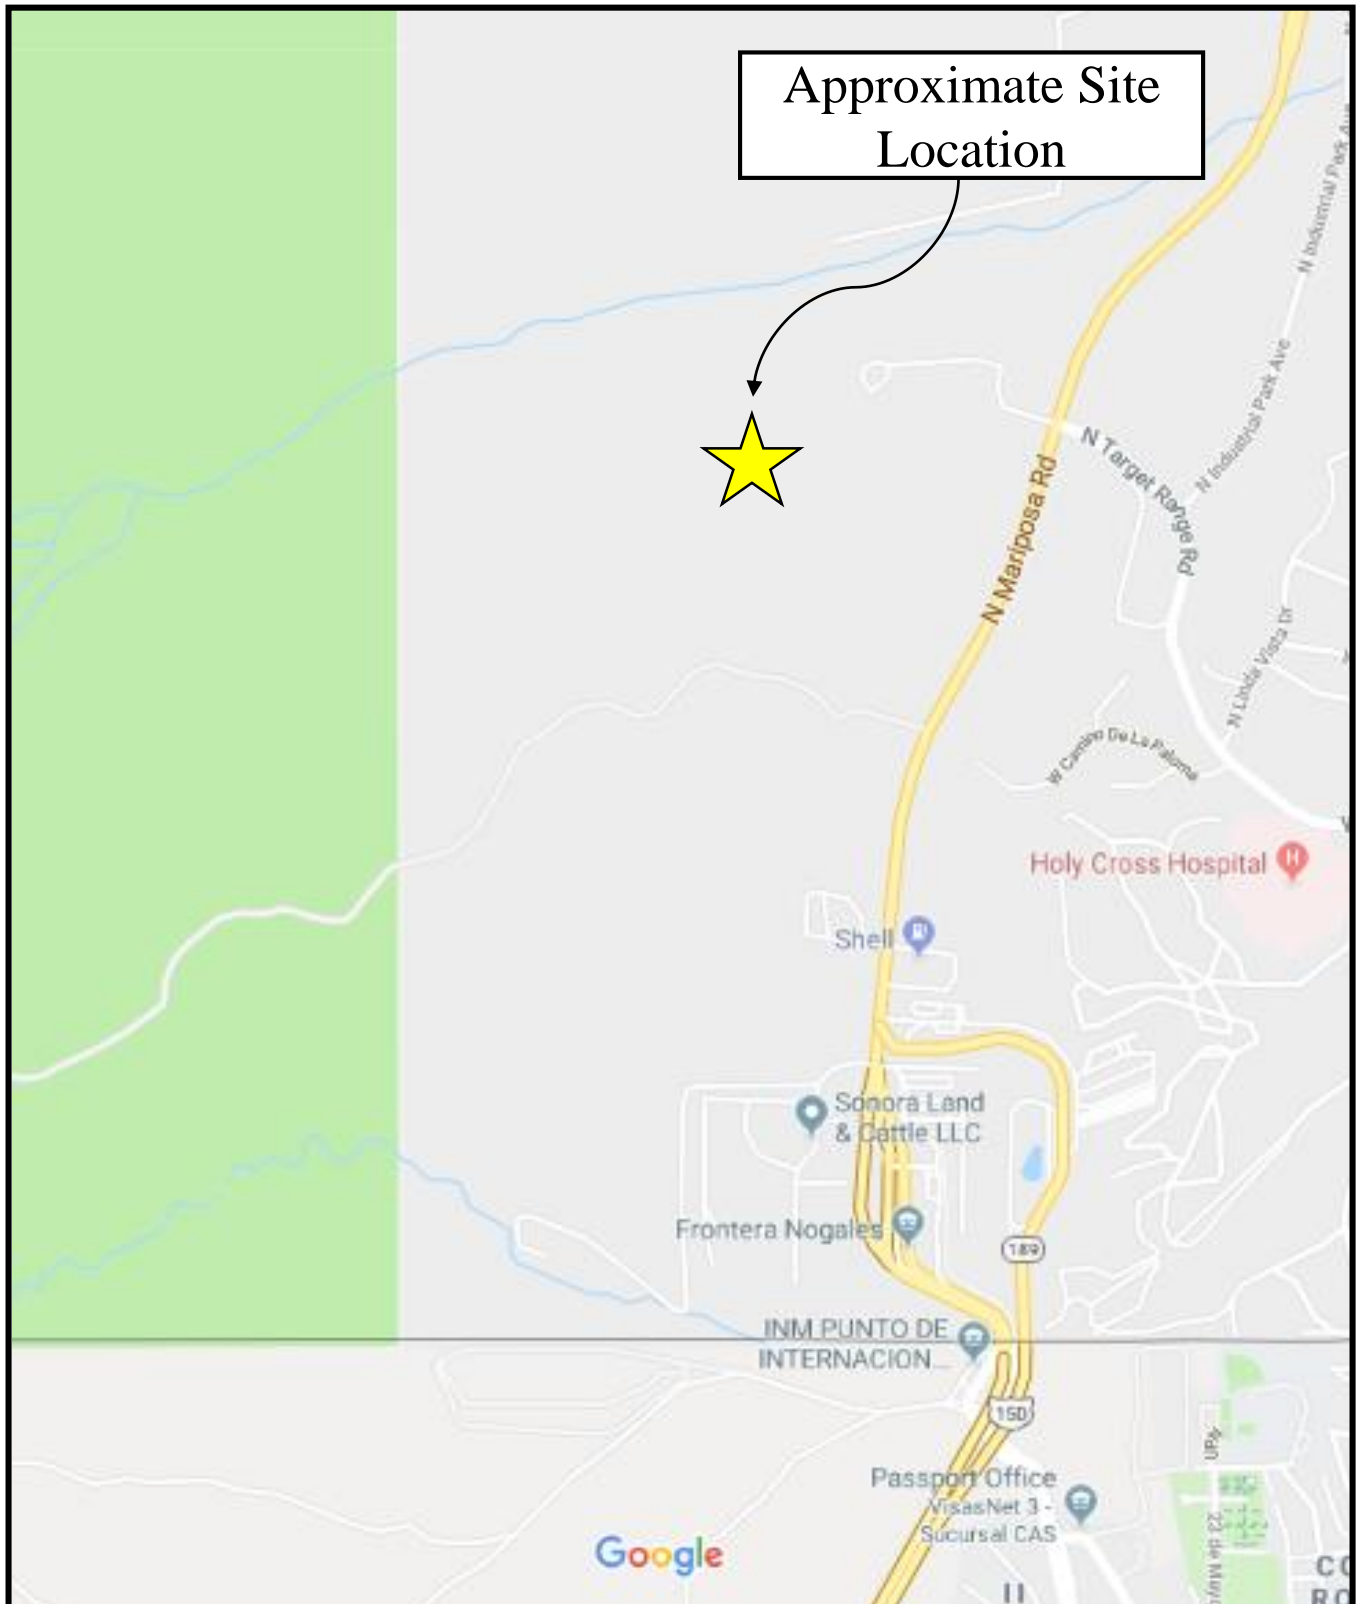 Approximate Site
Location
N Industrial Park Ave
N Industrial Park Ave
N Target Range Rd
N Mariposa Rd
N Linda Vista Dr
W Camino De La Paloma
Holy Cross Hospital
H
Shell
Sonora Land
& Cattle LLC
Frontera Nogales
189
INM PUNTO DE
INTERNACION...
15D
Passport Office
VisasNet 3 -
Sucursal CAS
23 de Mayo
Google